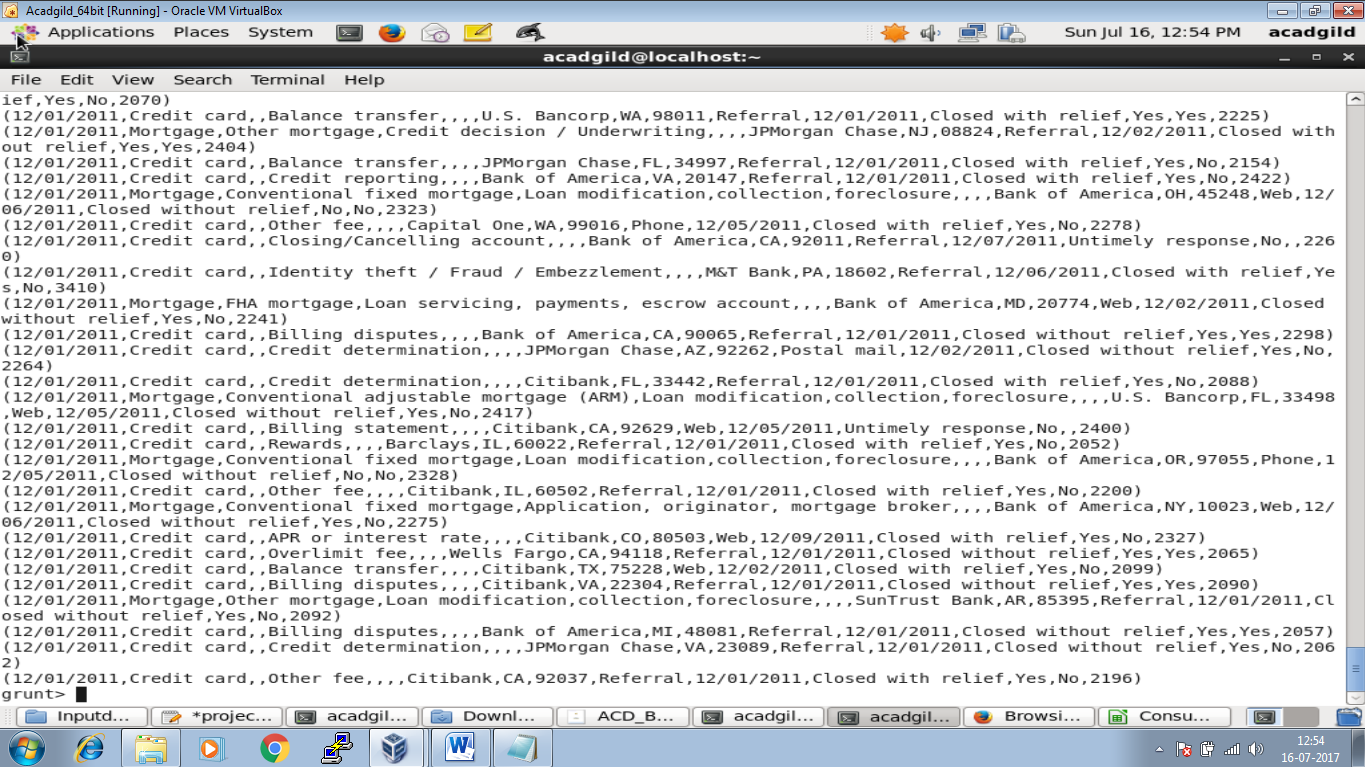 Acadgild_64bit [Running] - Oracle VM VirtualBox
Applications Places System Sun Jul 16, 12:54 PM acadgild
acadgild@localhost:~
File Edit View Search Terminal Help
ief,Yes,No,2070)
(12/01/2011,Credit card,,Balance transfer,,,,U.S. Bancorp,WA,98011,Referral,12/01/2011,Closed with relief,Yes,Yes,2225)
(12/01/2011,Mortgage,Other mortgage,Credit decision / Underwriting,,,,JPMorgan Chase,NJ,08824,Referral,12/02/2011,Closed with
out relief,Yes,Yes,2404)
(12/01/2011,Credit card,,Balance transfer,,,,JPMorgan Chase,FL,34997,Referral,12/01/2011,Closed with relief,Yes,No,2154)
(12/01/2011,Credit card,,Credit reporting,,,,Bank of America,VA,20147,Referral,12/01/2011,Closed with relief,Yes,No,2422)
(12/01/2011,Mortgage,Conventional fixed mortgage,Loan modification,collection,foreclosure,,,,Bank of America,OH,45248,Web,12/
06/2011,Closed without relief,No,No,2323)
(12/01/2011,Credit card,,Other fee,,,,Capital One,WA,99016,Phone,12/05/2011,Closed with relief,Yes,No,2278)
(12/01/2011,Credit card,,Closing/Cancelling account,,,,Bank of America,CA,92011,Referral,12/07/2011,Untimely response,No,,226
0)
(12/01/2011,Credit card,,Identity theft / Fraud / Embezzlement,,,,M&T Bank,PA,18602,Referral,12/06/2011,Closed with relief,Ye
s,No,3410)
(12/01/2011,Mortgage,FHA mortgage,Loan servicing, payments, escrow account,,,,Bank of America,MD,20774,Web,12/02/2011,Closed
without relief,Yes,No,2241)
(12/01/2011,Credit card,,Billing disputes,,,,Bank of America,CA,90065,Referral,12/01/2011,Closed without relief,Yes,Yes,2298)
(12/01/2011,Credit card,,Credit determination,,,,JPMorgan Chase,AZ,92262,Postal mail,12/02/2011,Closed without relief,Yes,No,
2264)
(12/01/2011,Credit card,,Credit determination,,,,Citibank,FL,33442,Referral,12/01/2011,Closed with relief,Yes,No,2088)
(12/01/2011,Mortgage,Conventional adjustable mortgage (ARM),Loan modification,collection,foreclosure,,,,U.S. Bancorp,FL,33498
,Web,12/05/2011,Closed without relief,Yes,No,2417)
(12/01/2011,Credit card,,Billing statement,,,,Citibank,CA,92629,Web,12/05/2011,Untimely response,No,,2400)
(12/01/2011,Credit card,,Rewards,,,,Barclays,IL,60022,Referral,12/01/2011,Closed with relief,Yes,No,2052)
(12/01/2011,Mortgage,Conventional fixed mortgage,Loan modification,collection,foreclosure,,,,Bank of America,OR,97055,Phone,1
2/05/2011,Closed without relief,No,No,2328)
(12/01/2011,Credit card,,Other fee,,,,Citibank,IL,60502,Referral,12/01/2011,Closed with relief,Yes,No,2200)
(12/01/2011,Mortgage,Conventional fixed mortgage,Application, originator, mortgage broker,,,,Bank of America,NY,10023,Web,12/
06/2011,Closed without relief,Yes,No,2275)
(12/01/2011,Credit card,,APR or interest rate,,,,Citibank,CO,80503,Web,12/09/2011,Closed with relief,Yes,No,2327)
(12/01/2011,Credit card,,Overlimit fee,,,,Wells Fargo,CA,94118,Referral,12/01/2011,Closed without relief,Yes,Yes,2065)
(12/01/2011,Credit card,,Balance transfer,,,,Citibank,TX,75228,Web,12/02/2011,Closed with relief,Yes,No,2099)
(12/01/2011,Credit card,,Billing disputes,,,,Citibank,VA,22304,Referral,12/01/2011,Closed without relief,Yes,Yes,2090)
(12/01/2011,Mortgage,Other mortgage,Loan modification,collection,foreclosure,,,,SunTrust Bank,AR,85395,Referral,12/01/2011,Cl
osed without relief,Yes,No,2092)
(12/01/2011,Credit card,,Billing disputes,,,,Bank of America,MI,48081,Referral,12/01/2011,Closed without relief,Yes,Yes,2057)
(12/01/2011,Credit card,,Credit determination,,,,JPMorgan Chase,VA,23089,Referral,12/01/2011,Closed without relief,Yes,No,206
2)
(12/01/2011,Credit card,,Other fee,,,,Citibank,CA,92037,Referral,12/01/2011,Closed with relief,Yes,No,2196)
grunt>
Inputd... *projec... acadgil... Downl... ACD_B... acadgil... acadgil... Browsi... Consu...
12:54
16-07-2017